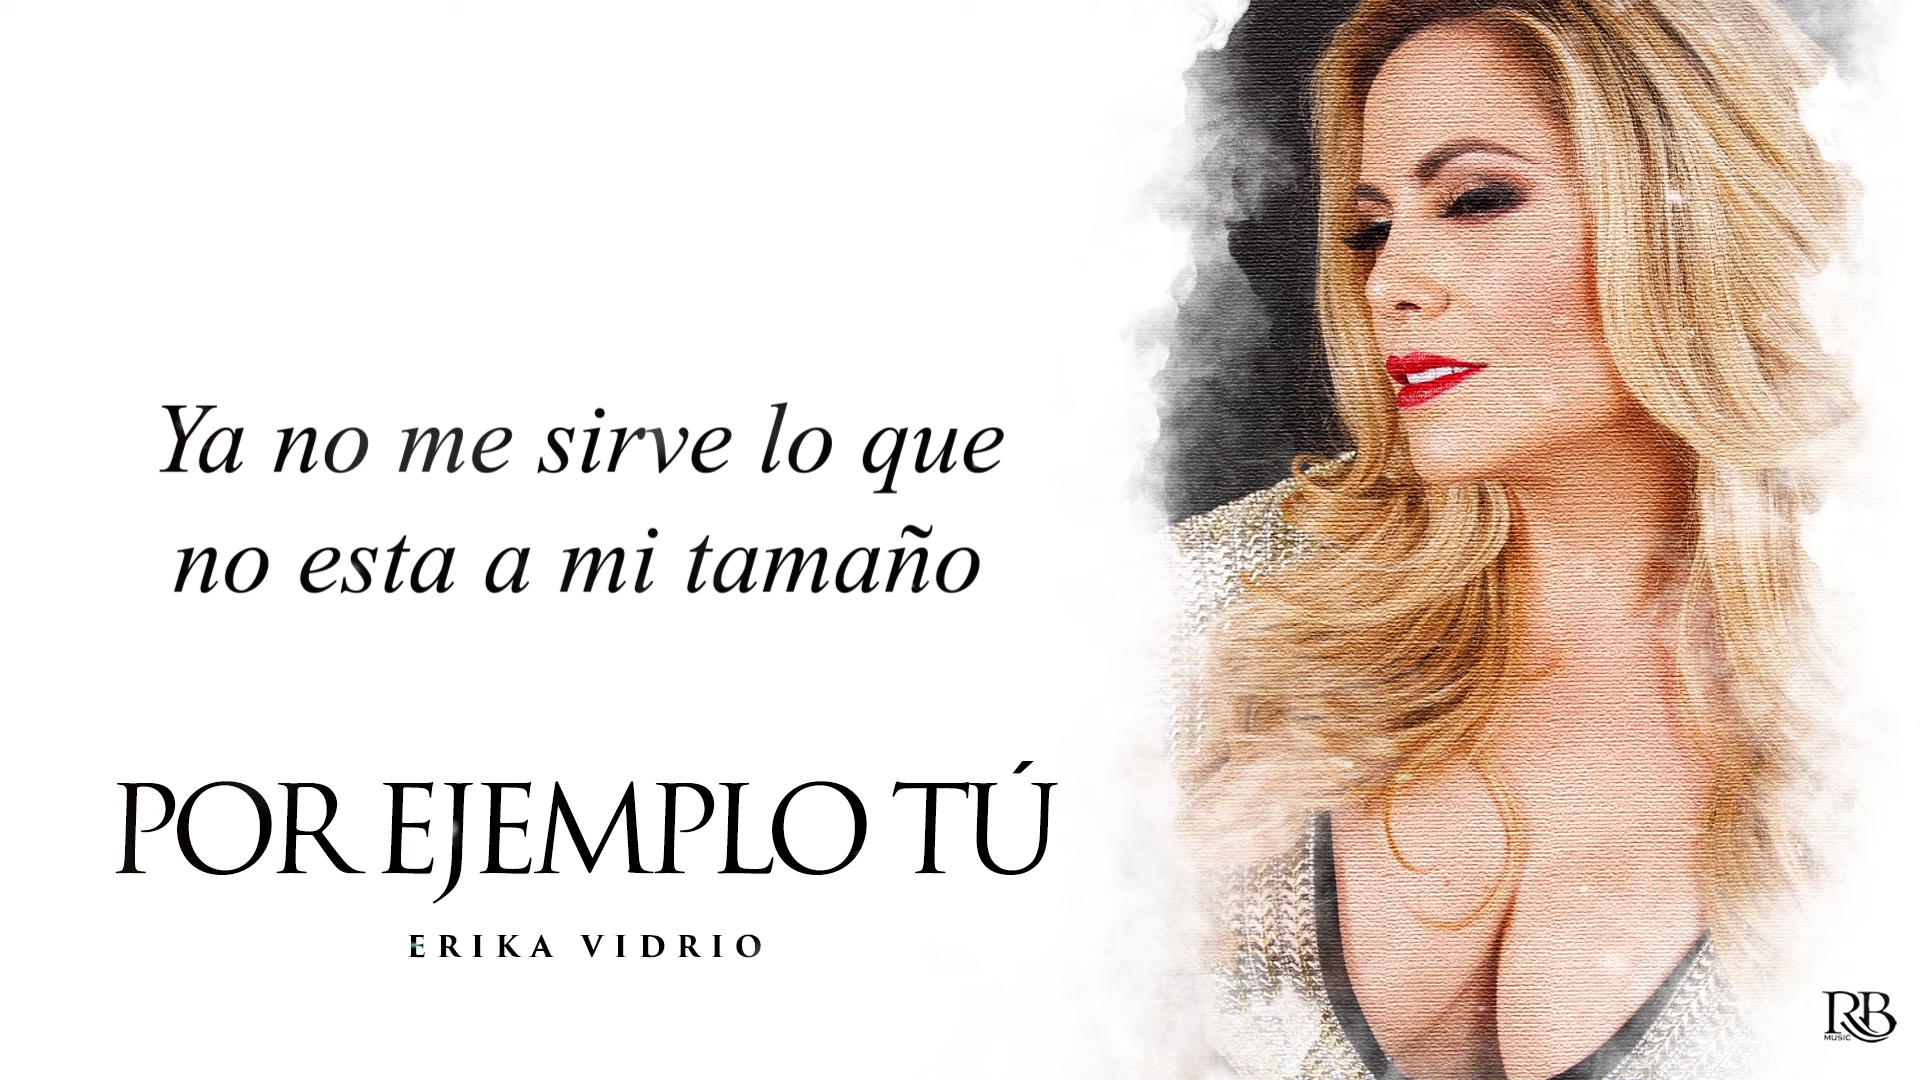 Ya no me sirve lo que
no esta a mi tamaño
POR EJEMPLO TÚ
ERIKA VIDRIO
RB
MUSIC